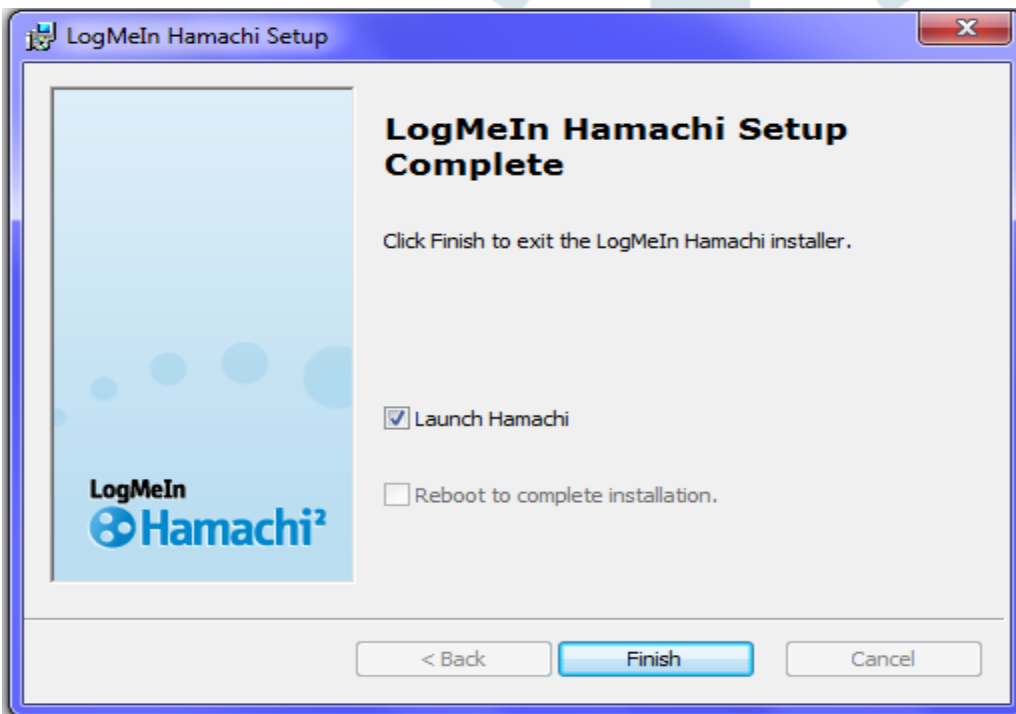 LogMeIn Hamachi Setup
LogMeIn Hamachi Setup
Complete
Click Finish to exit the LogMeIn Hamachi installer.
Launch Hamachi
Reboot to complete installation.
LogMeIn
Hamachi²
< Back
Finish
Cancel